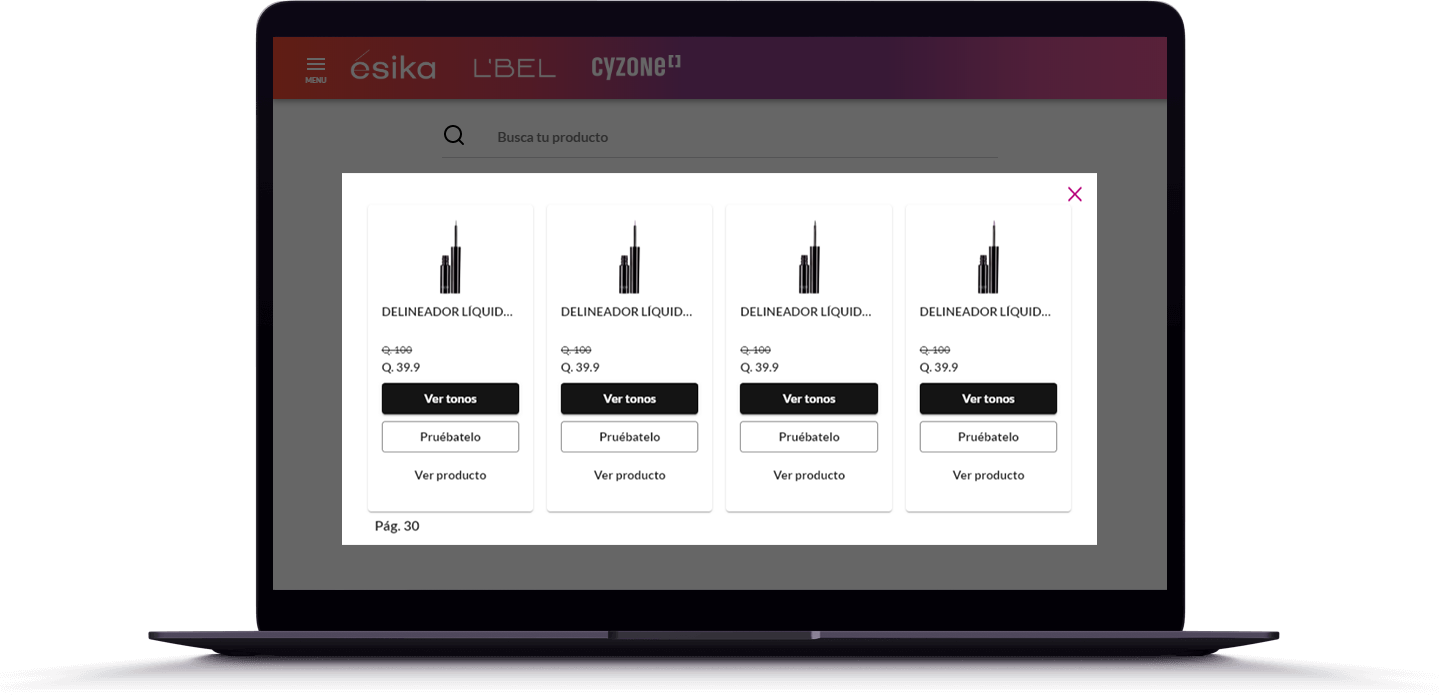 MENU
ésika
L'BEL
cyzone[]
Busca tu producto
DELINEADOR LÍQUID...
Q. 100
Q. 39.9
Ver tonos
Pruébatelo
Ver producto
DELINEADOR LÍQUID...
Q. 100
Q. 39.9
Ver tonos
Pruébatelo
Ver producto
DELINEADOR LÍQUID...
Q. 100
Q. 39.9
Ver tonos
Pruébatelo
Ver producto
DELINEADOR LÍQUID...
Q. 100
Q. 39.9
Ver tonos
Pruébatelo
Ver producto
Pág. 30